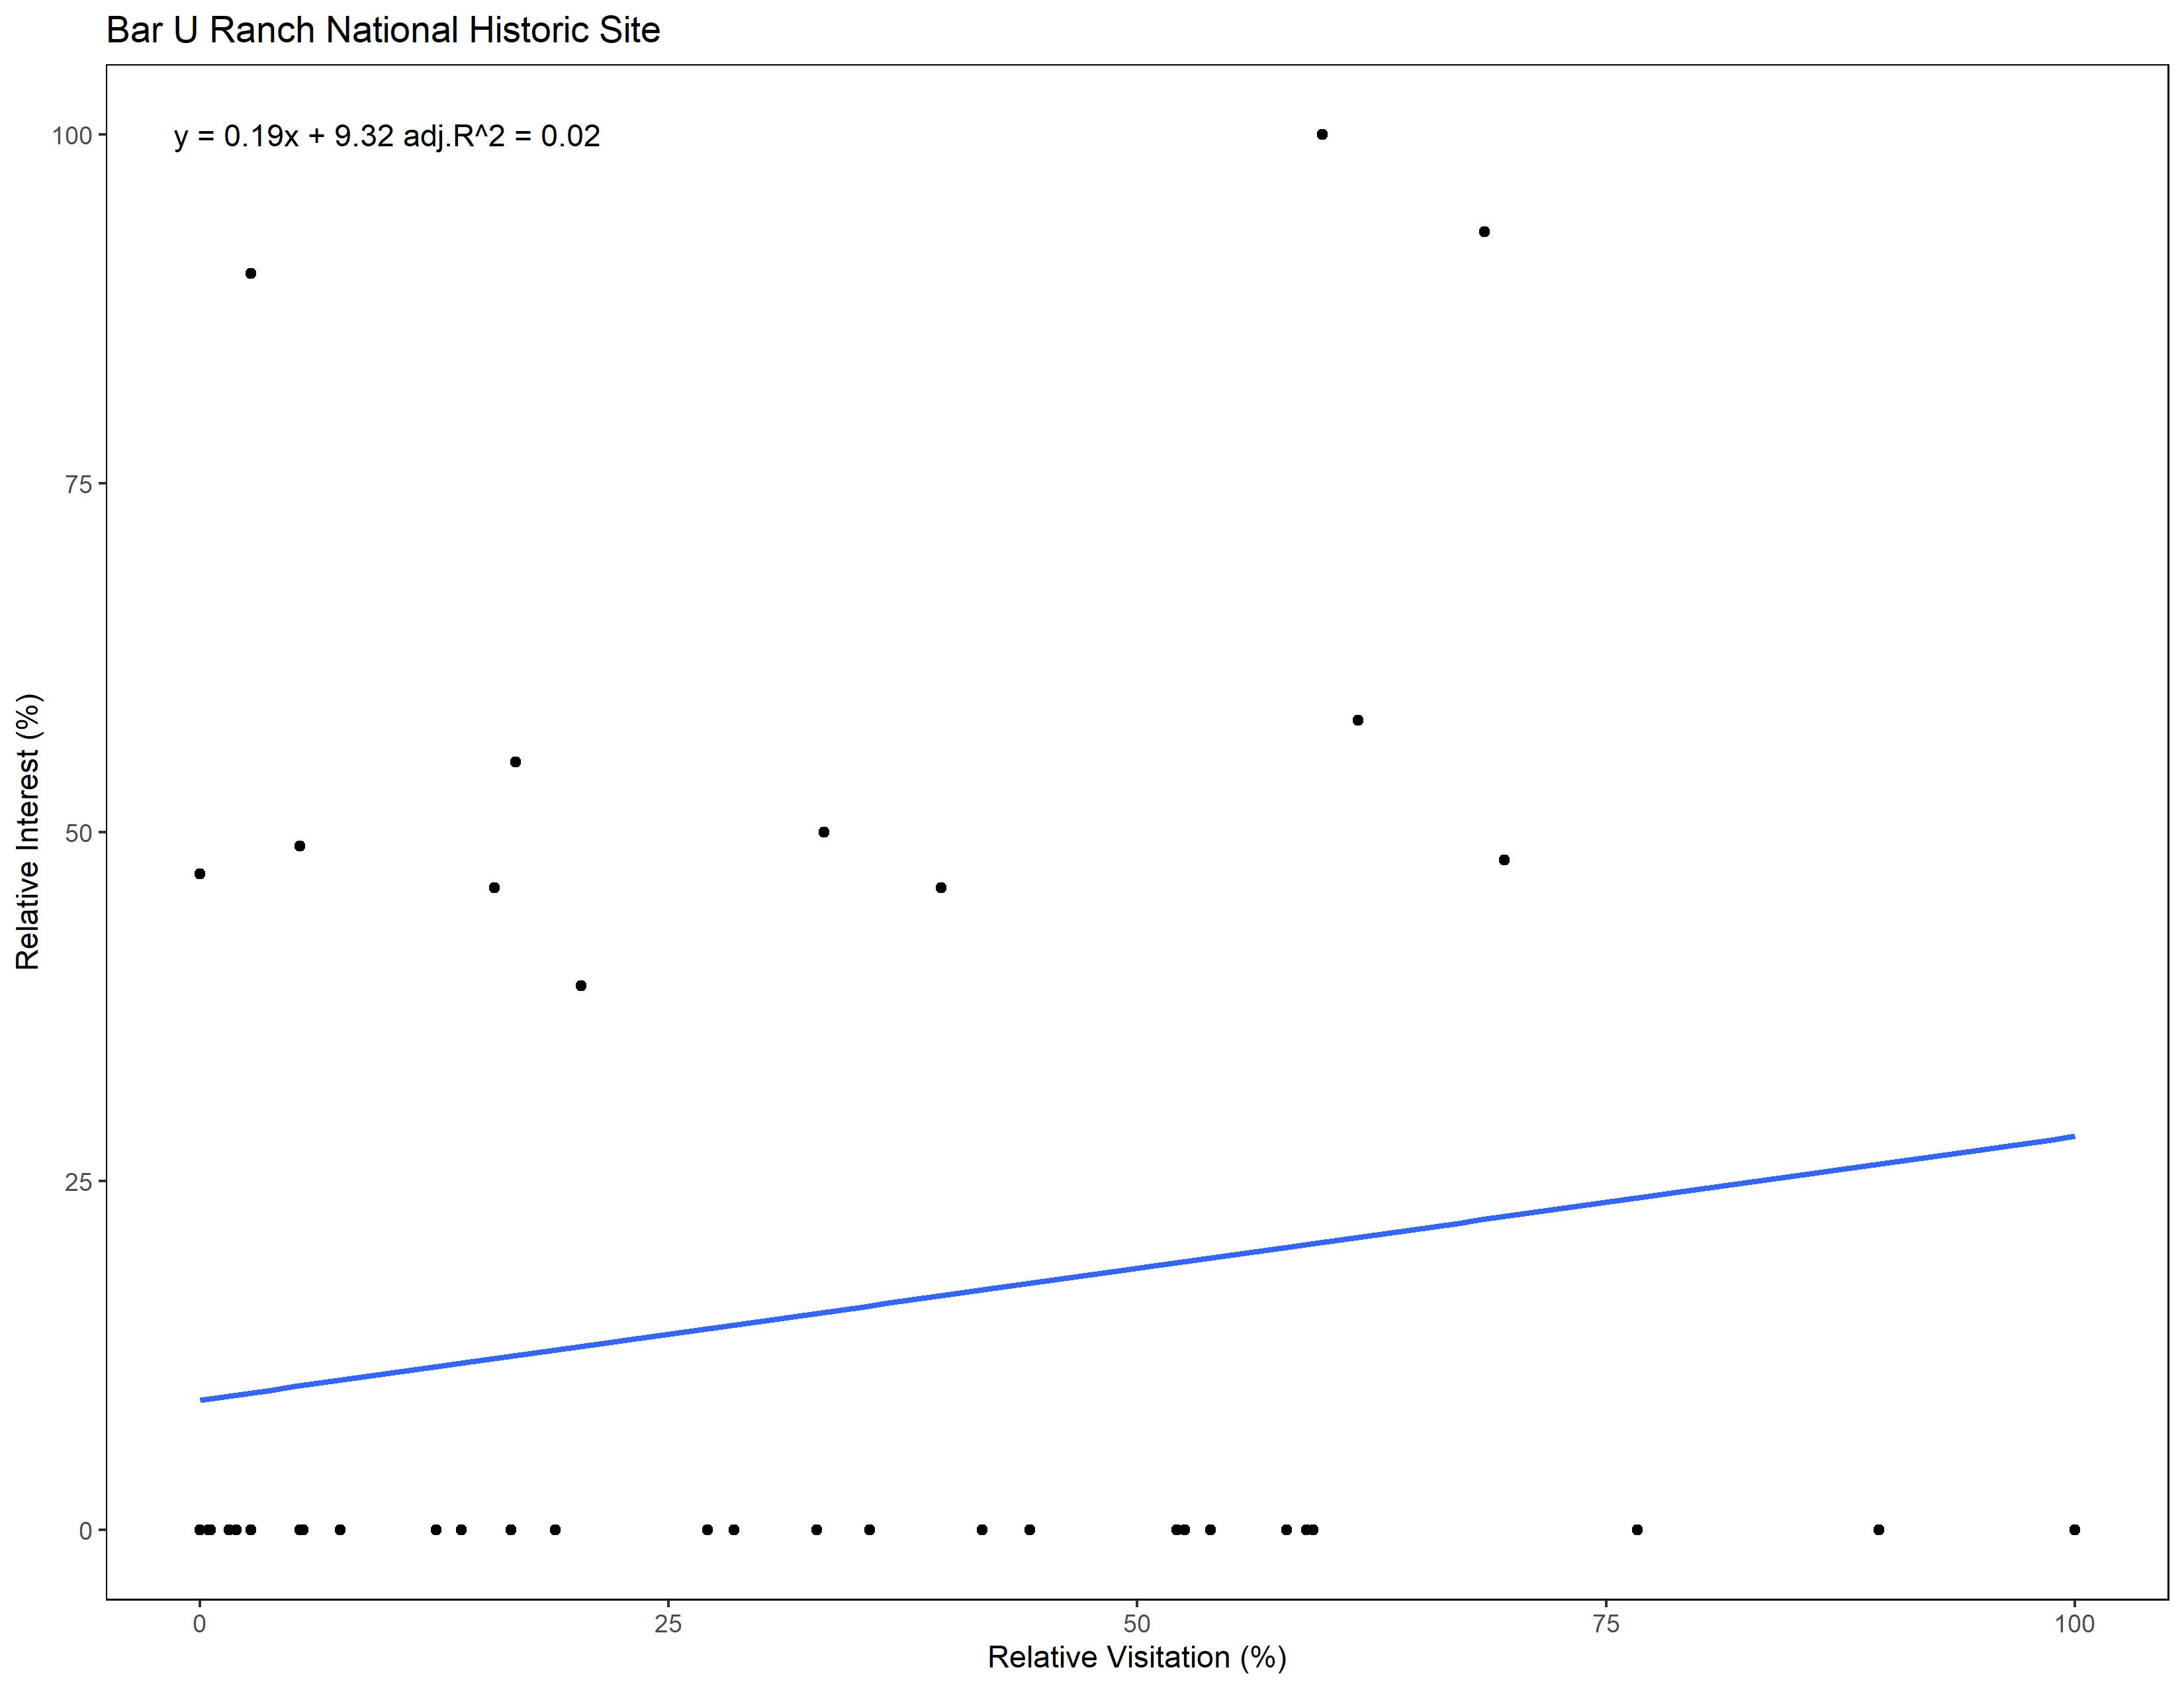 Bar U Ranch National Historic Site
y = 0.19x + 9.32 adj.R^2 = 0.02
100
75
50
25
0
Relative Interest (%)
0 25 50 75 100
Relative Visitation (%)